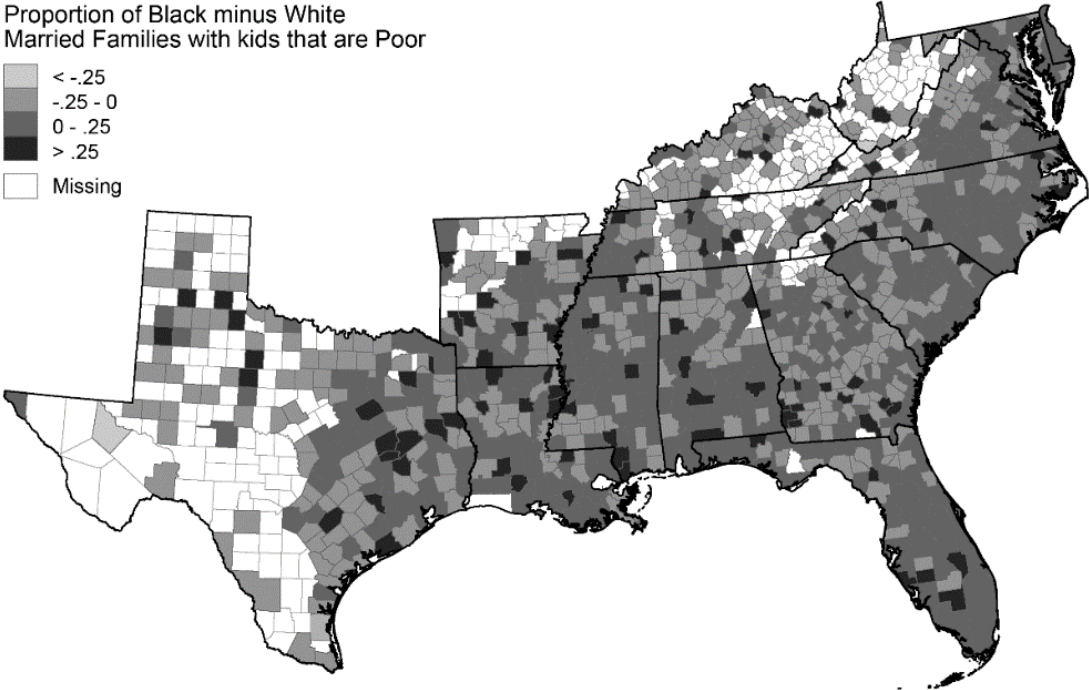 Proportion of Black minus White
Married Families with kids that are Poor
< -.25
-.25 - 0
0 - .25
> .25
Missing